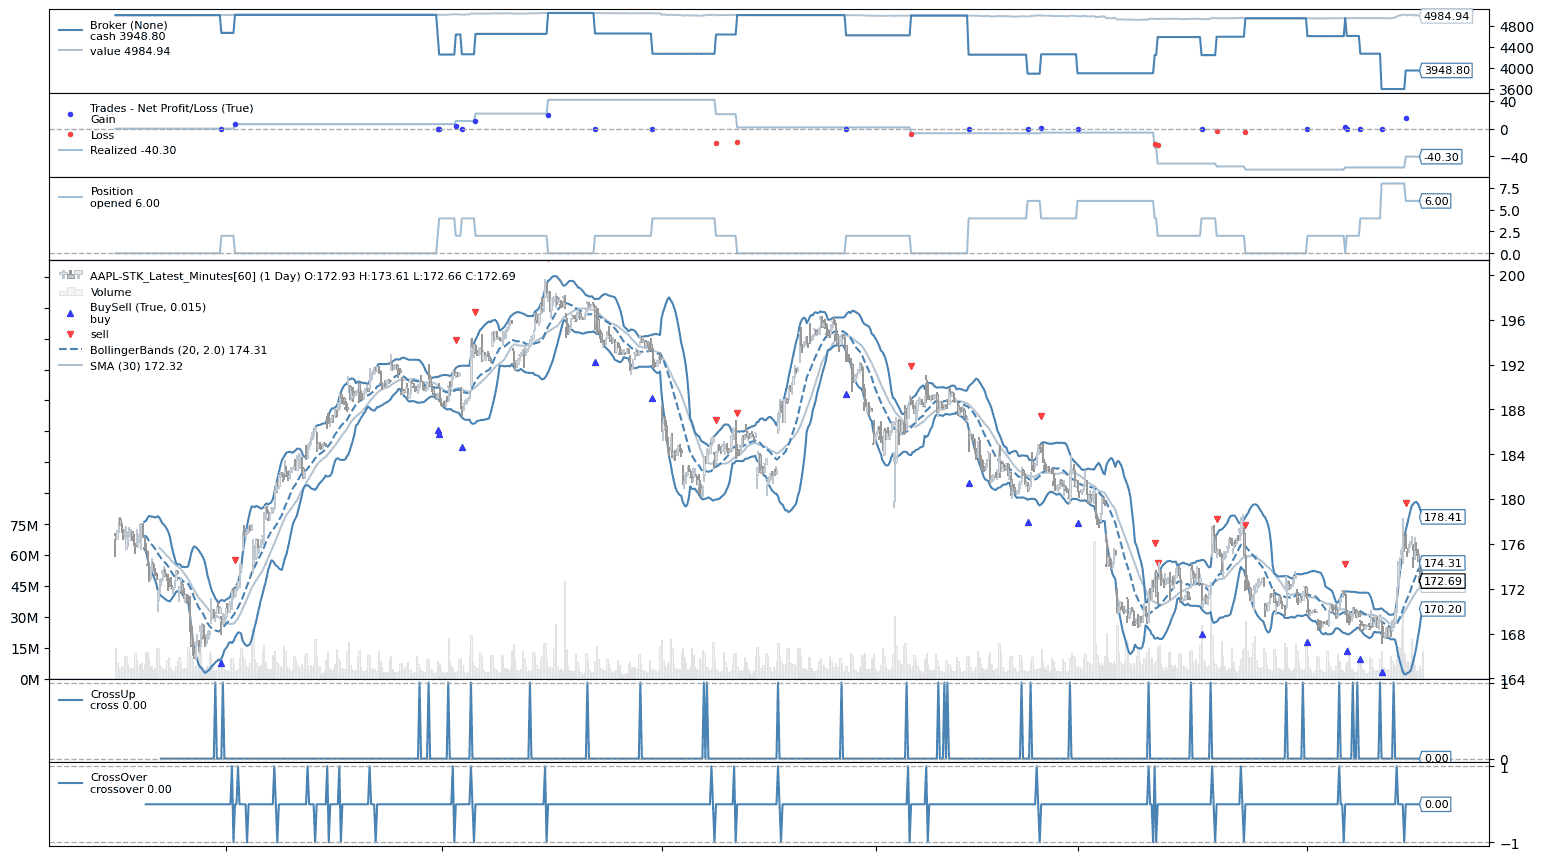 Broker (None)
cash 3948.80
value 4984.94
4984.94
4800
4400
4000
3948.80
3600
Trades - Net Profit/Loss (True)
Gain
Loss
Realized -40.30
40
0
−40
-40.30
Position
opened 6.00
7.5
6.00
5.0
2.5
0.0
AAPL-STK_Latest_Minutes[60] (1 Day) O:172.93 H:173.61 L:172.66 C:172.69
Volume
BuySell (True, 0.015)
buy
sell
BollingerBands (20, 2.0) 174.31
SMA (30) 172.32
200
196
192
188
184
180
178.41
176
174.31
172.69
172
170.20
168
164
75M
60M
45M
30M
15M
0M
CrossUp
cross 0.00
1
0.00
0
CrossOver
crossover 0.00
1
0.00
−1